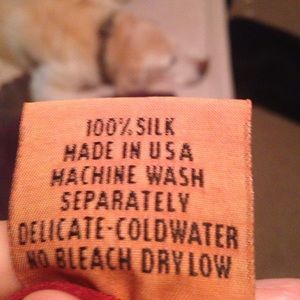 100% SILK
MADE IN USA
MACHINE WASH
SEPARATELY
DELICATE-COLDWATER
NO BLEACH DRY LOW